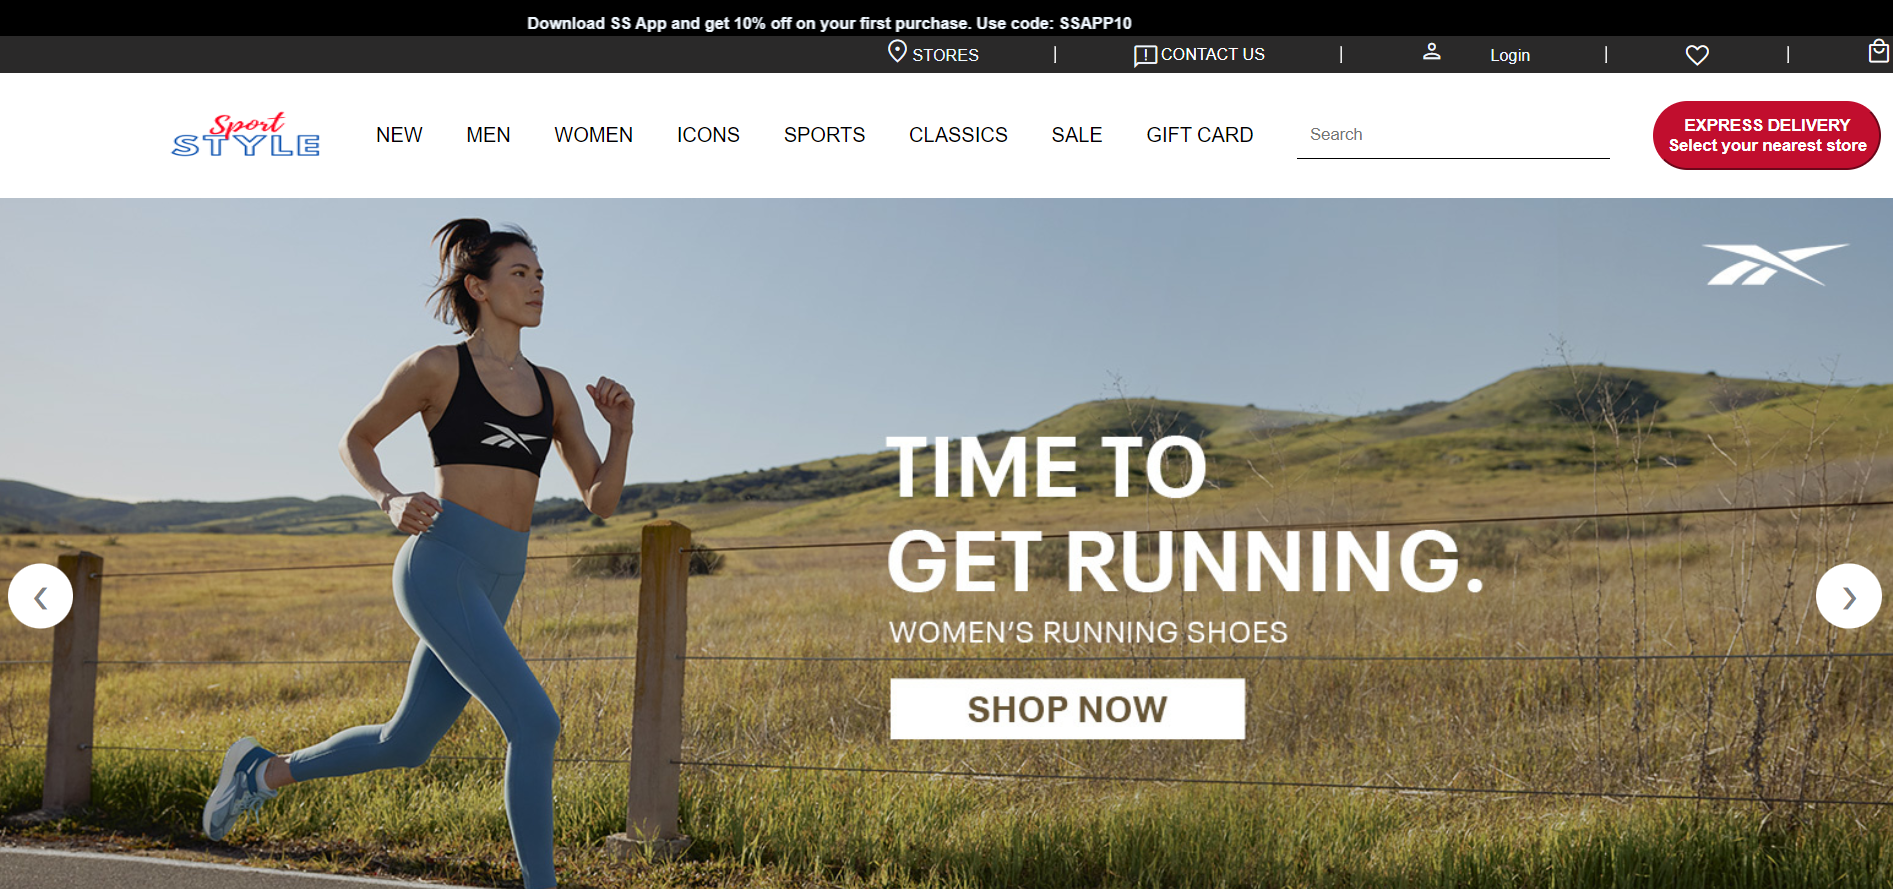 Download SS App and get 10% off on your first purchase. Use code: SSAPP10
STORES | CONTACT US | Login | |
Sport
STYLE
NEW MEN WOMEN ICONS SPORTS CLASSICS SALE GIFT CARD Search
EXPRESS DELIVERY
Select your nearest store
TIME TO
GET RUNNING.
WOMEN'S RUNNING SHOES
SHOP NOW